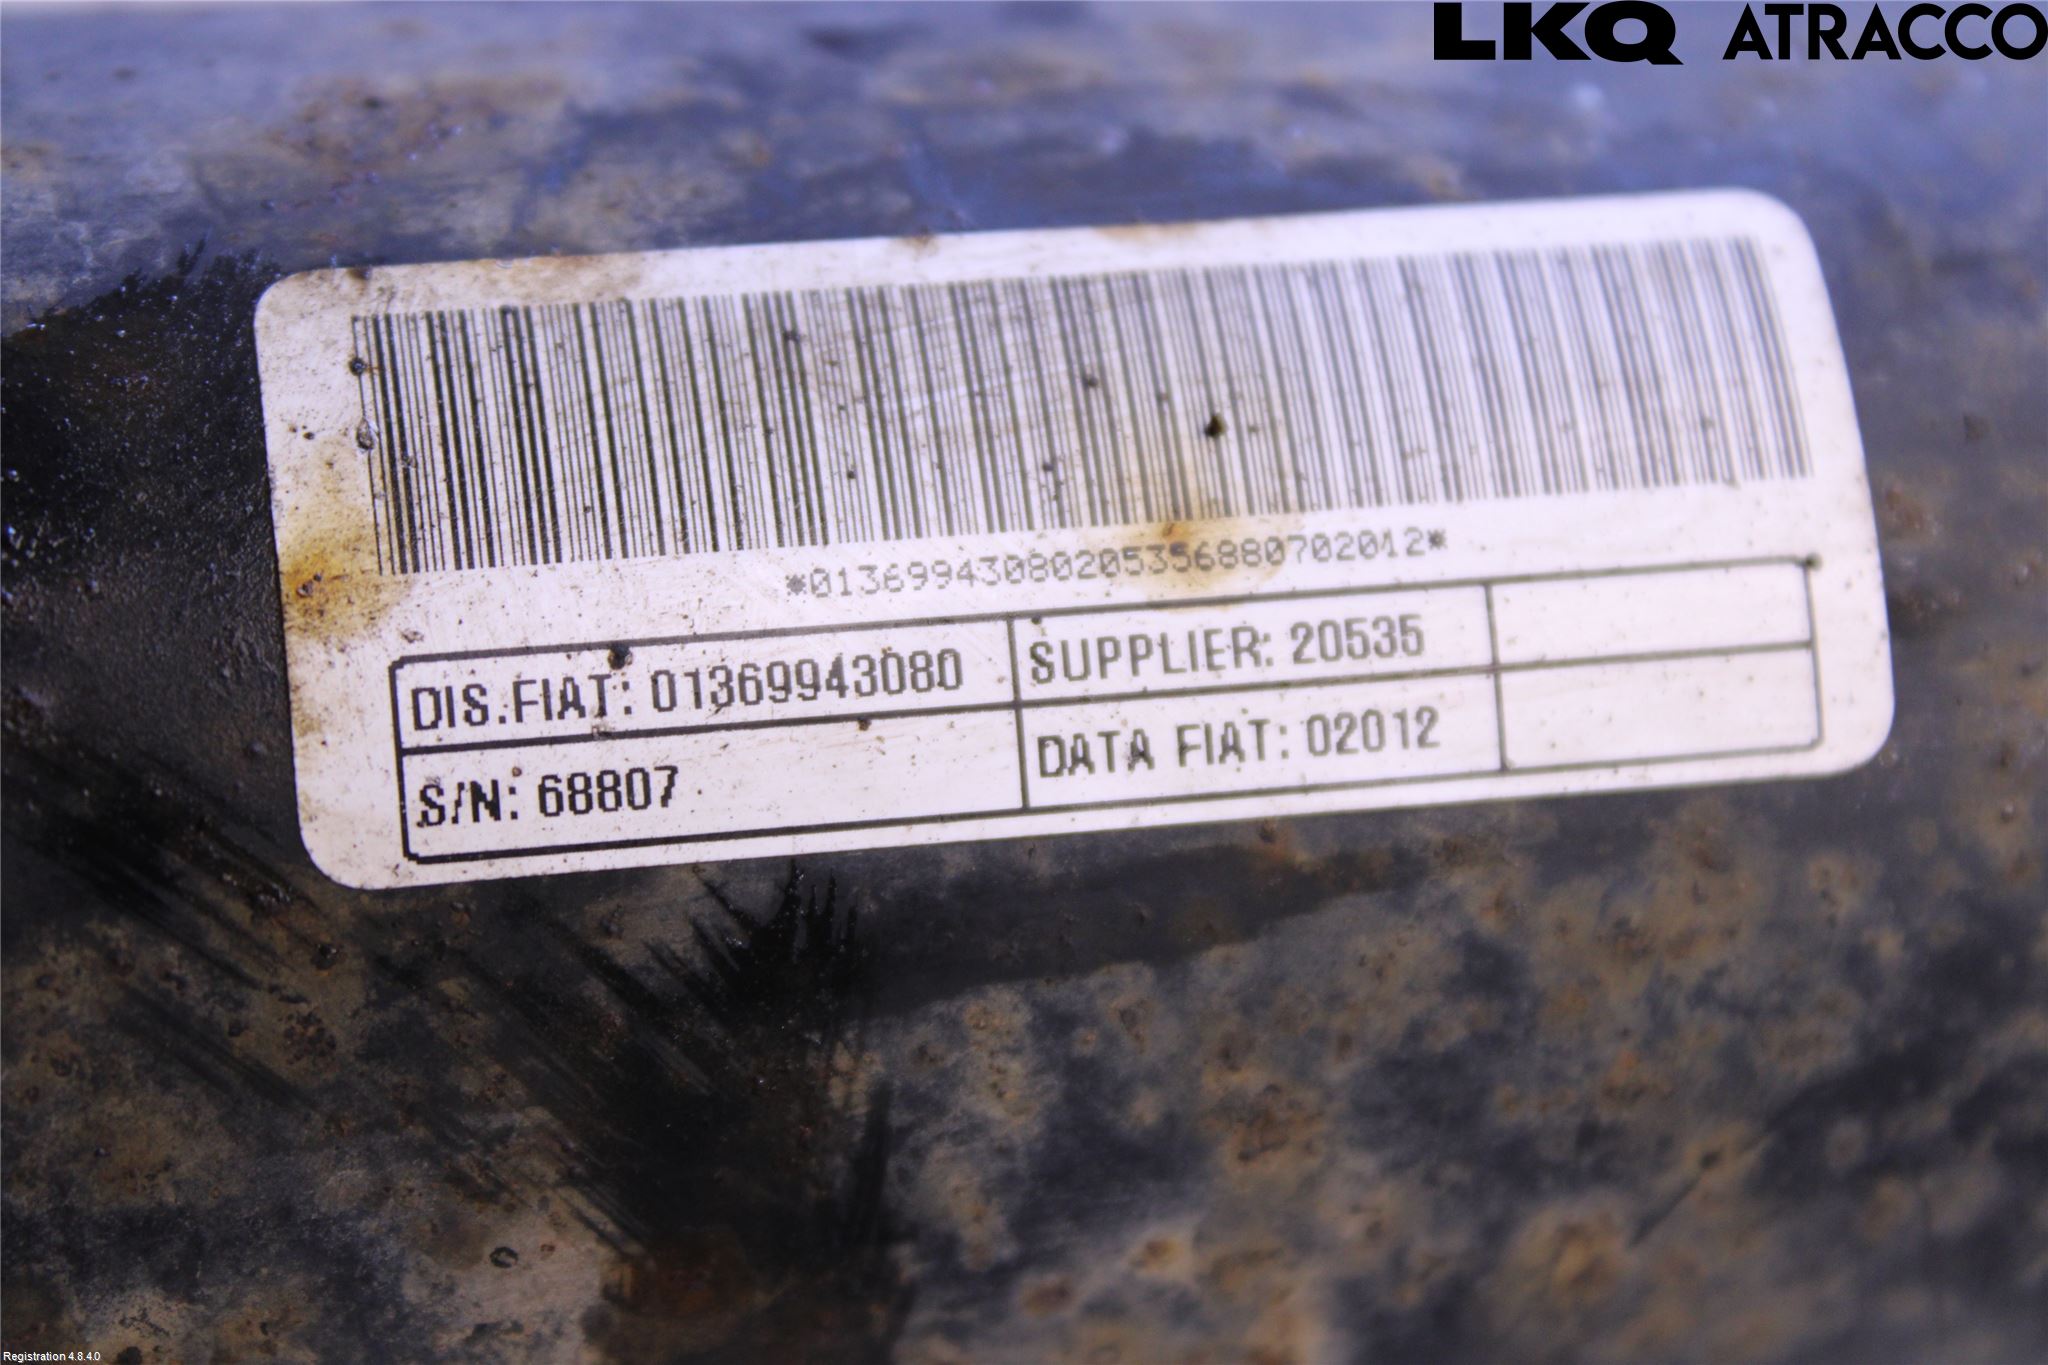 LKQ ATRACCO
*01369943080205356880702012*
DIS.FIAT: 01369943080
SUPPLIER: 20535
S/N: 68807
DATA FIAT: 02012
Registration 4.8.4.0